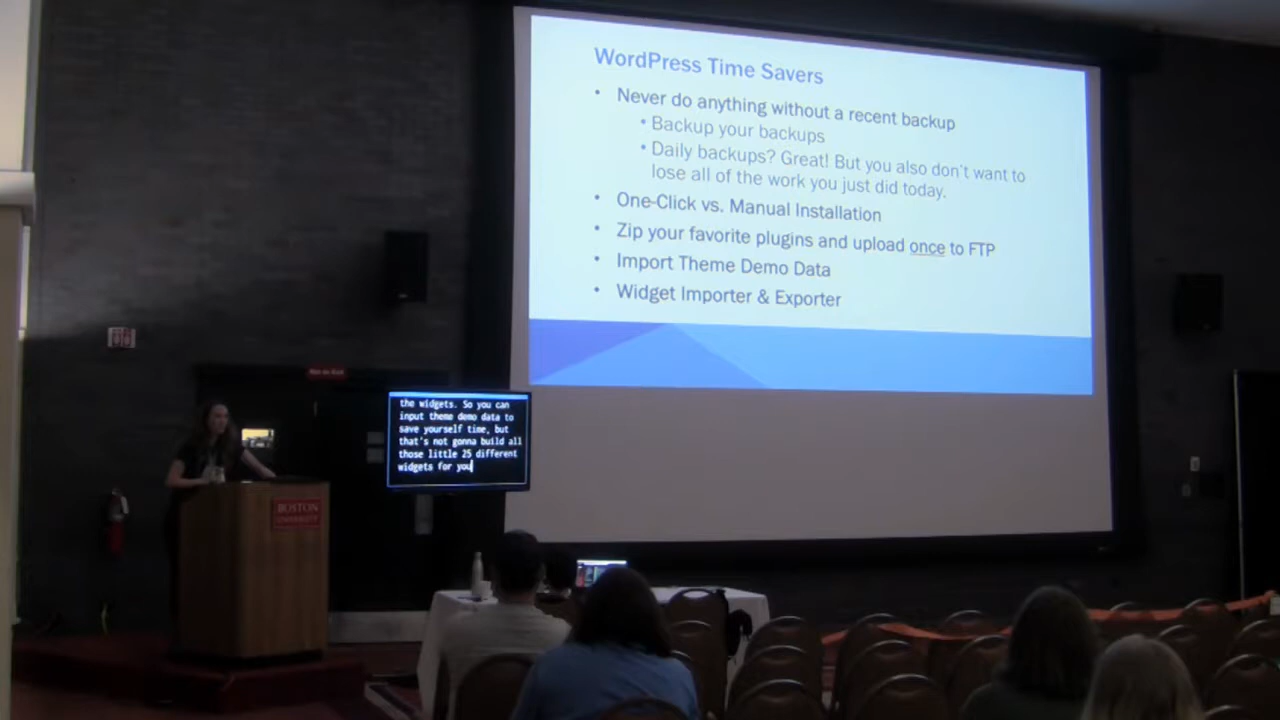 WordPress Time Savers
• Never do anything without a recent backup
• Backup your backups
• Daily backups? Great! But you also don't want to
lose all of the work you just did today.
• One-Click vs. Manual Installation
• Zip your favorite plugins and upload once to FTP
• Import Theme Demo Data
• Widget Importer & Exporter
the widgets. So you can
input theme demo data to
save yourself time, but
that's not gonna build all
those little 25 different
widgets for you
BOSTON
UNIVERSITY
Not an Exit